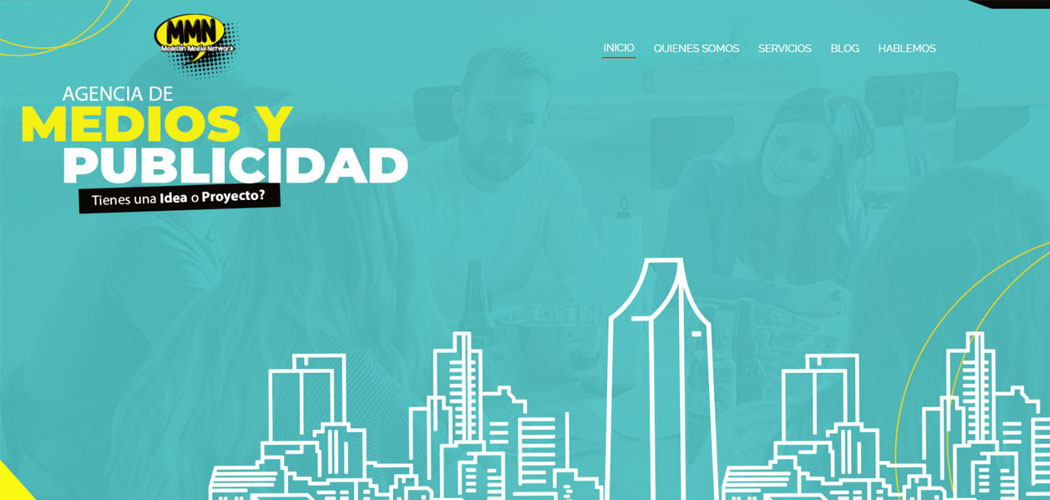 MMN
Medellín Media Network
INICIO QUIENES SOMOS SERVICIOS BLOG HABLEMOS
AGENCIA DE
MEDIOS Y
PUBLICIDAD
Tienes una Idea o Proyecto?